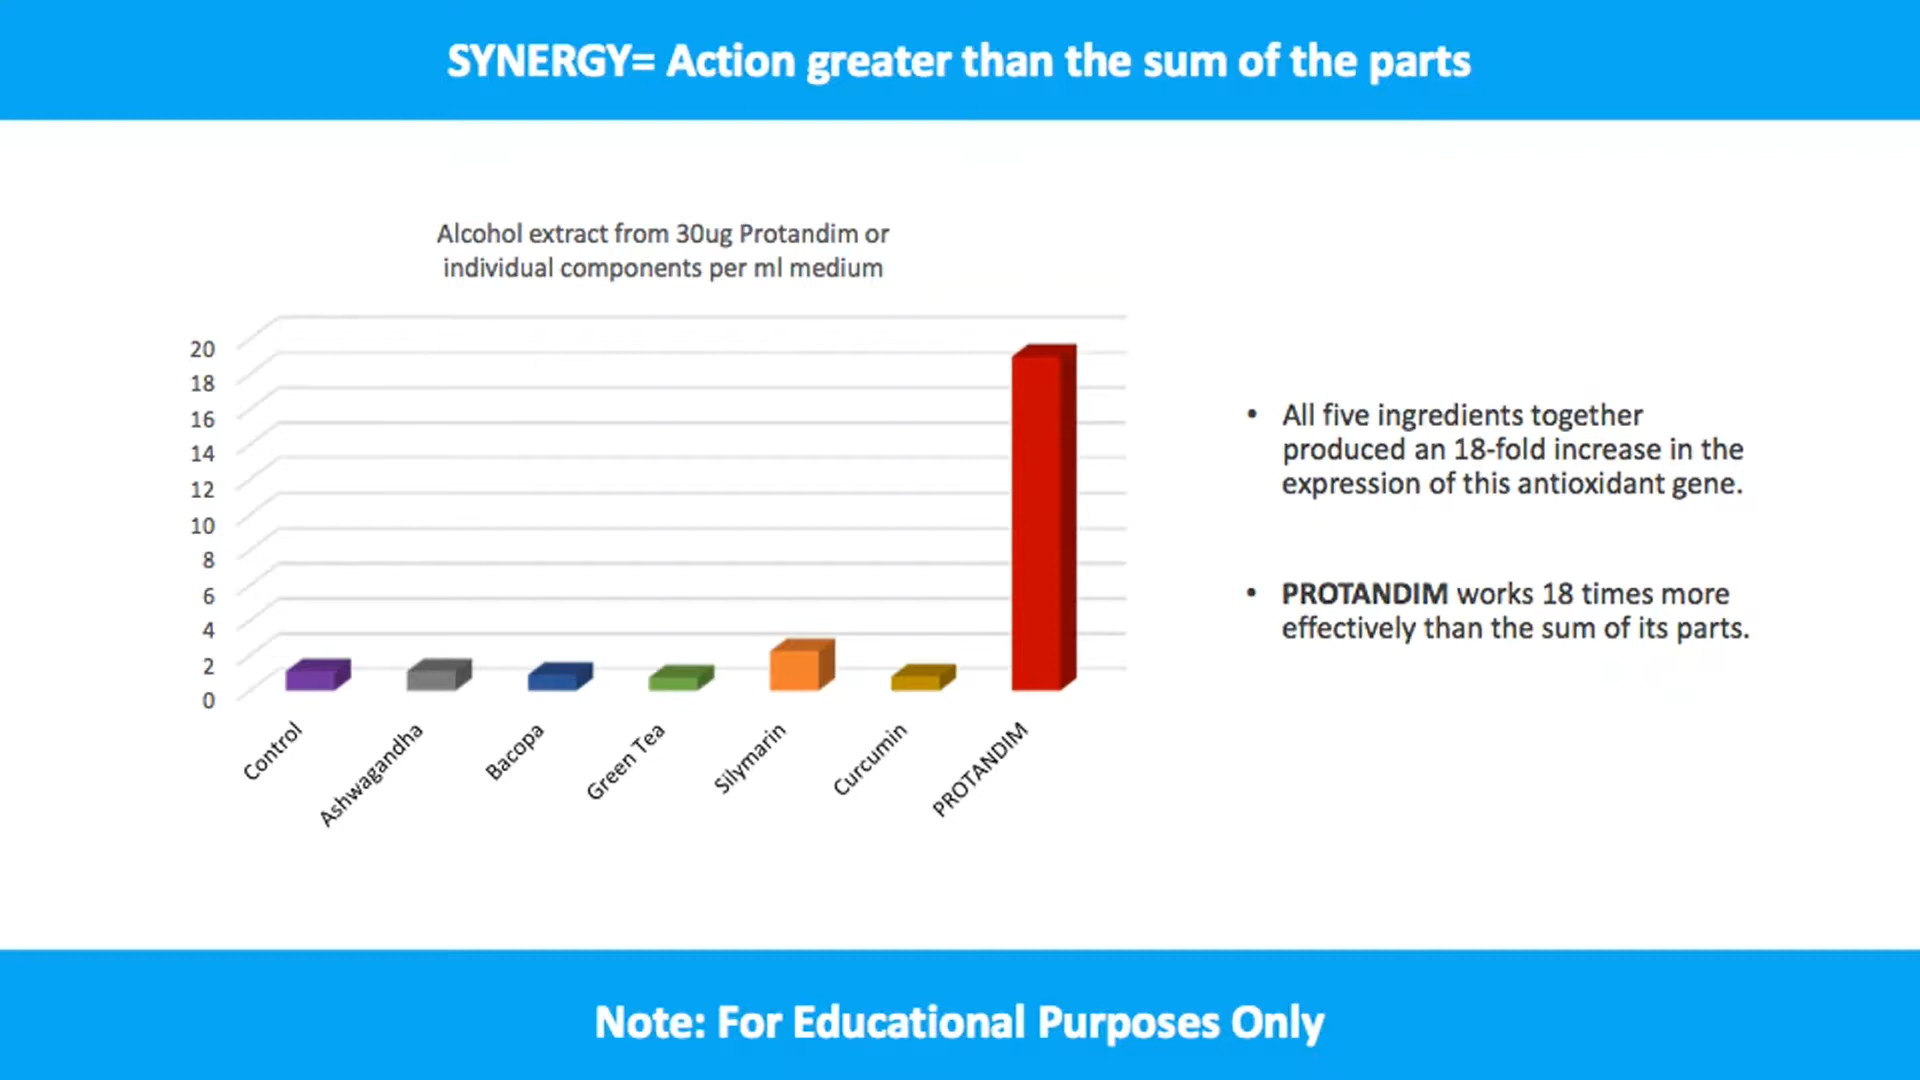 SYNERGY= Action greater than the sum of the parts
Alcohol extract from 30ug Protandim or
individual components per ml medium
20
18
16
14
12
10
8
6
4
2
0
Control
Ashwagandha
Bacopa
Green Tea
Silymarin
Curcumin
PROTANDIM
• All five ingredients together
produced an 18-fold increase in the
expression of this antioxidant gene.
• PROTANDIM works 18 times more
effectively than the sum of its parts.
Note: For Educational Purposes Only